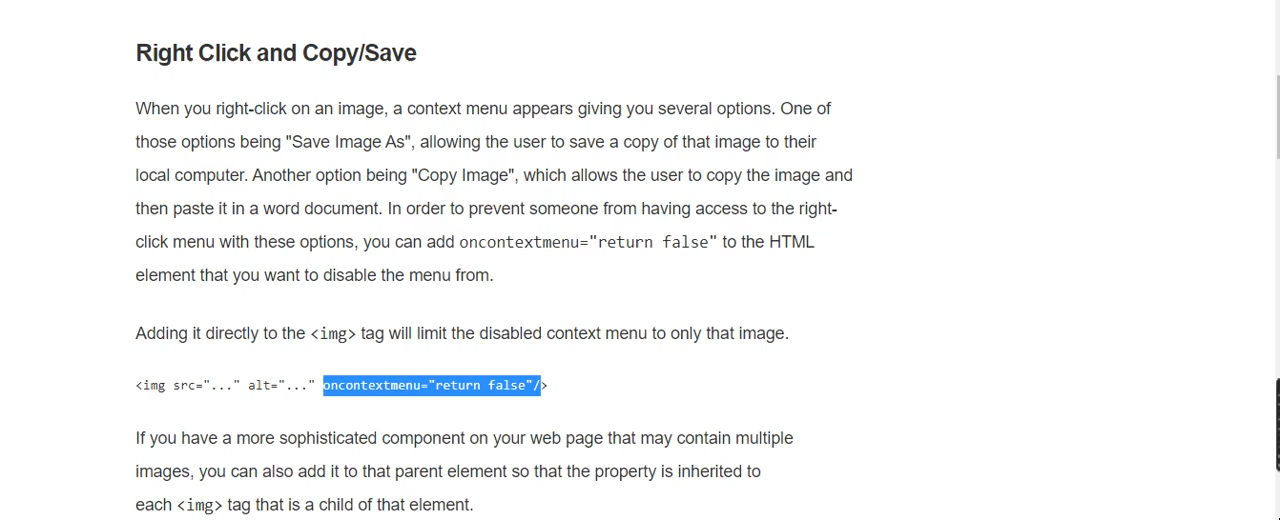 Right Click and Copy/Save
When you right-click on an image, a context menu appears giving you several options. One of
those options being "Save Image As", allowing the user to save a copy of that image to their
local computer. Another option being "Copy Image", which allows the user to copy the image and
then paste it in a word document. In order to prevent someone from having access to the right-
click menu with these options, you can add oncontextmenu="return false" to the HTML
element that you want to disable the menu from.
Adding it directly to the <img> tag will limit the disabled context menu to only that image.
<img src="..." alt="..." oncontextmenu="return false"/>
If you have a more sophisticated component on your web page that may contain multiple
images, you can also add it to that parent element so that the property is inherited to
each <img> tag that is a child of that element.